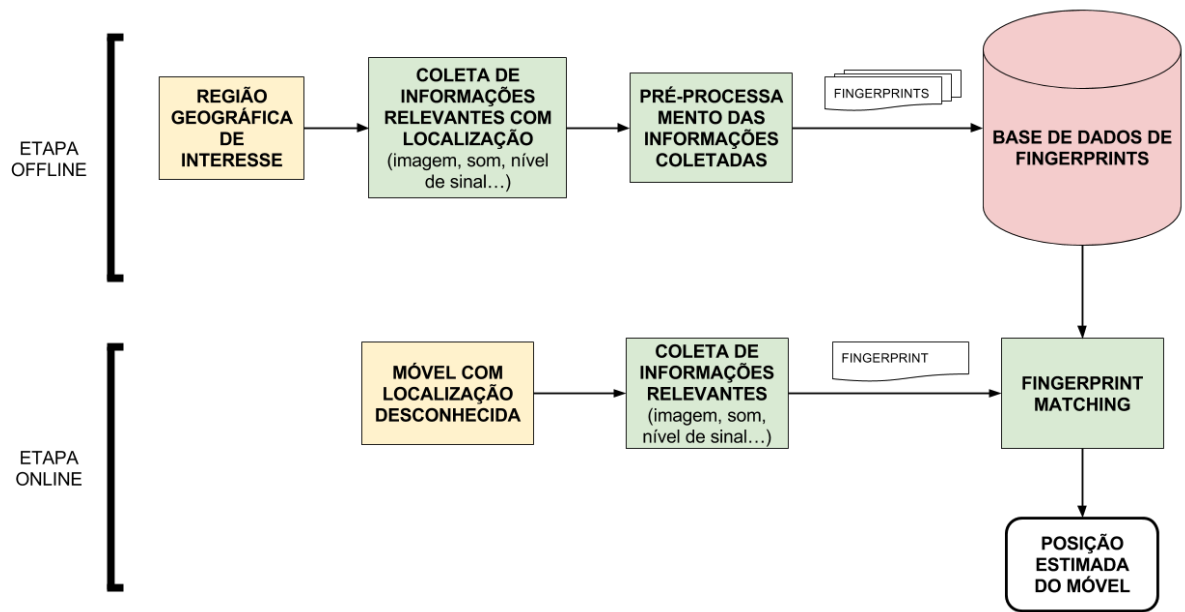 ETAPA
OFFLINE
REGIÃO
GEOGRÁFICA
DE
INTERESSE
COLETA DE
INFORMAÇÕES
RELEVANTES COM
LOCALIZAÇÃO
(imagem, som, nível
de sinal…)
PRÉ-PROCESSA
MENTO DAS
INFORMAÇÕES
COLETADAS
FINGERPRINTS
BASE DE DADOS DE
FINGERPRINTS
ETAPA
ONLINE
MÓVEL COM
LOCALIZAÇÃO
DESCONHECIDA
COLETA DE
INFORMAÇÕES
RELEVANTES
(imagem, som,
nível de sinal…)
FINGERPRINT
FINGERPRINT
MATCHING
POSIÇÃO
ESTIMADA
DO MÓVEL